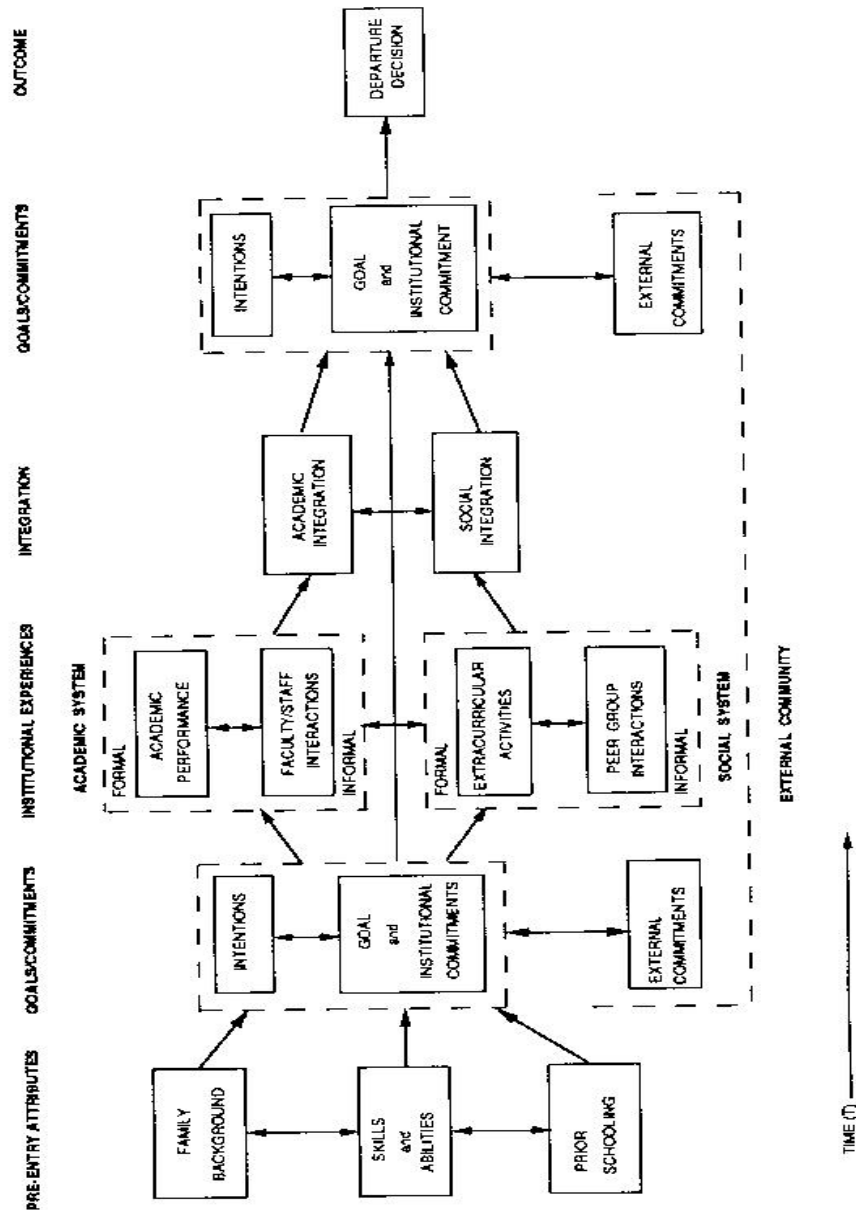 PRE-ENTRY ATTRIBUTES
GOALS/COMMITMENTS
INSTITUTIONAL EXPERIENCES
INTEGRATION
GOALS/COMMITMENTS
OUTCOME
FAMILY
BACKGROUND
SKILLS
and
ABILITIES
PRIOR
SCHOOLING
INTENTIONS
GOAL
and
INSTITUTIONAL
COMMITMENTS
EXTERNAL
COMMITMENTS
ACADEMIC SYSTEM
FORMAL
ACADEMIC
PERFORMANCE
FACULTY/STAFF
INTERACTIONS
INFORMAL
FORMAL
EXTRACURRICULAR
ACTIVITIES
PEER GROUP
INTERACTIONS
INFORMAL
SOCIAL SYSTEM
ACADEMIC
INTEGRATION
SOCIAL
INTEGRATION
INTENTIONS
GOAL
and
INSTITUTIONAL
COMMITMENT
EXTERNAL
COMMITMENTS
DEPARTURE
DECISION
EXTERNAL COMMUNITY
TIME (T)